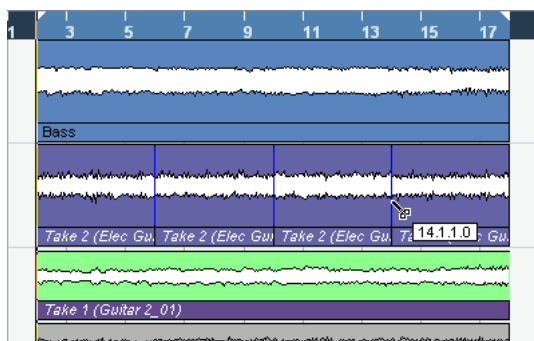 1 3 5 7 9 11 13 15 17
Bass
Take 2 (Elec Gu. Take 2 (Elec Gui Take 2 (Elec Gu. Gu.
14.1.1.0
Take 1 (Guitar 2_01)